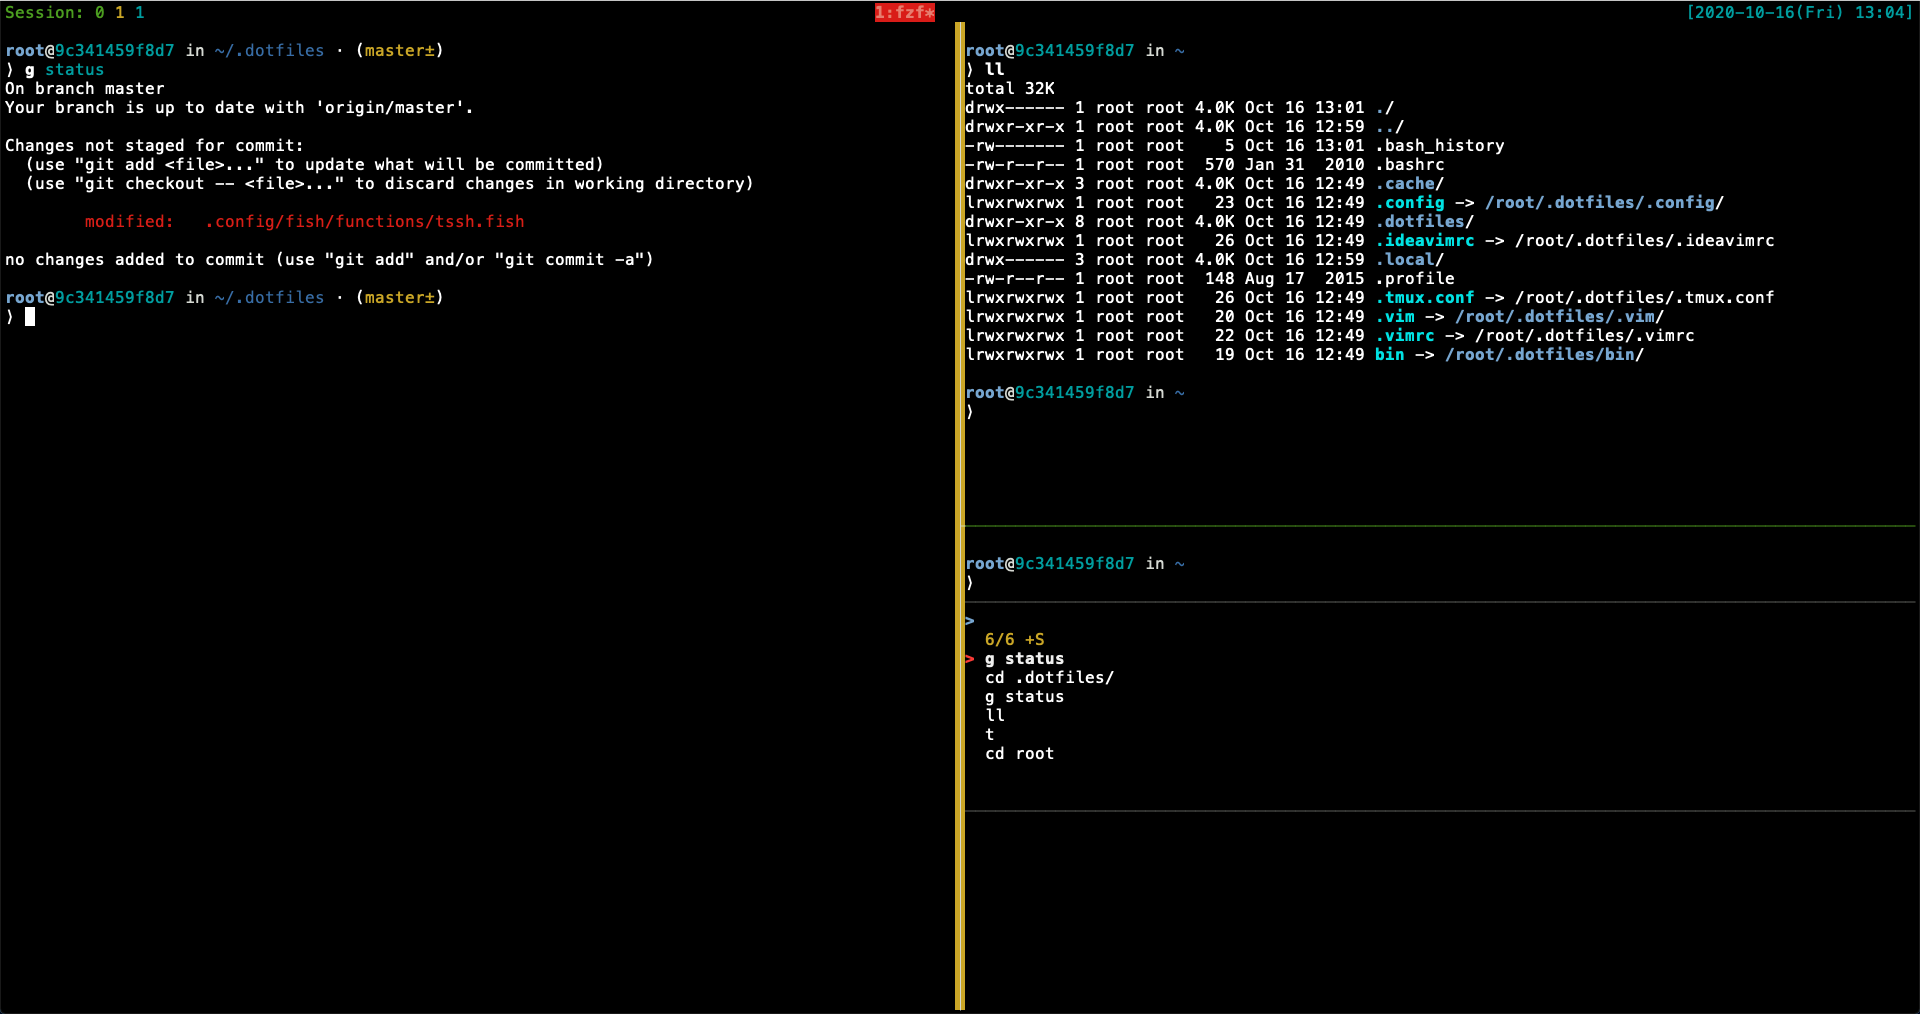 Session: 0 1 1
1:fzf*
[2020-10-16(Fri) 13:04]
root@9c341459f8d7 in ~/.dotfiles · (master±)
⟩ g status
On branch master
Your branch is up to date with 'origin/master'.
Changes not staged for commit:
(use "git add <file>..." to update what will be committed)
(use "git checkout -- <file>..." to discard changes in working directory)
modified:   .config/fish/functions/tssh.fish
no changes added to commit (use "git add" and/or "git commit -a")
root@9c341459f8d7 in ~/.dotfiles · (master±)
⟩
root@9c341459f8d7 in ~
⟩ ll
total 32K
drwx------ 1 root root 4.0K Oct 16 13:01 ./
drwxr-xr-x 1 root root 4.0K Oct 16 12:59 ../
-rw------- 1 root root    5 Oct 16 13:01 .bash_history
-rw-r--r-- 1 root root  570 Jan 31  2010 .bashrc
drwxr-xr-x 3 root root 4.0K Oct 16 12:49 .cache/
lrwxrwxrwx 1 root root   23 Oct 16 12:49 .config -> /root/.dotfiles/.config/
drwxr-xr-x 8 root root 4.0K Oct 16 12:49 .dotfiles/
lrwxrwxrwx 1 root root   26 Oct 16 12:49 .ideavimrc -> /root/.dotfiles/.ideavimrc
drwx------ 3 root root 4.0K Oct 16 12:59 .local/
-rw-r--r-- 1 root root  148 Aug 17  2015 .profile
lrwxrwxrwx 1 root root   26 Oct 16 12:49 .tmux.conf -> /root/.dotfiles/.tmux.conf
lrwxrwxrwx 1 root root   20 Oct 16 12:49 .vim -> /root/.dotfiles/.vim/
lrwxrwxrwx 1 root root   22 Oct 16 12:49 .vimrc -> /root/.dotfiles/.vimrc
lrwxrwxrwx 1 root root   19 Oct 16 12:49 bin -> /root/.dotfiles/bin/
root@9c341459f8d7 in ~
⟩
root@9c341459f8d7 in ~
⟩
>
6/6 +S
> g status
cd .dotfiles/
g status
ll
t
cd root